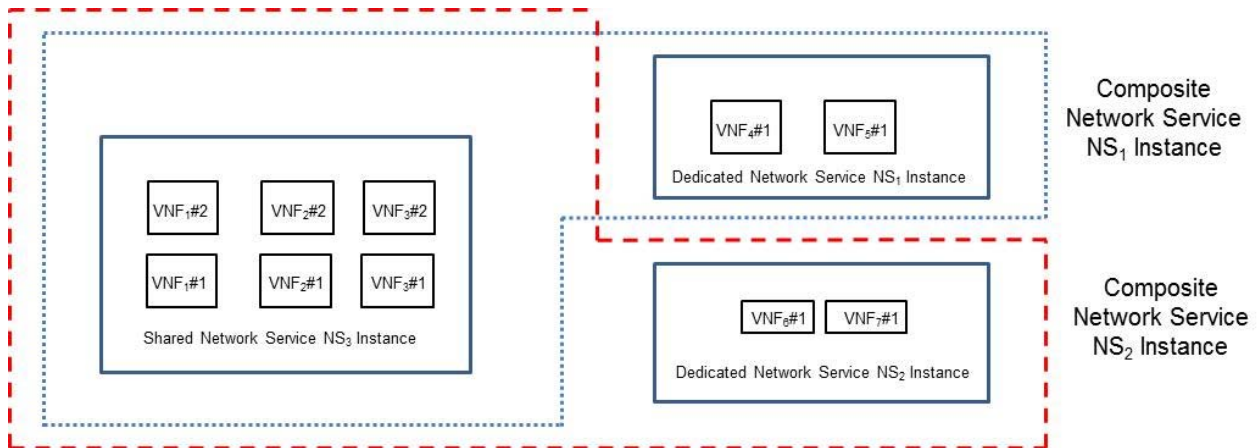 VNF₄#1 VNF₅#1
Dedicated Network Service NS₁ Instance
Composite
Network Service
NS₁ Instance
VNF₁#2 VNF₂#2 VNF₃#2
VNF₁#1 VNF₂#1 VNF₃#1
Shared Network Service NS₃ Instance
VNF₆#1 VNF₇#1
Dedicated Network Service NS₂ Instance
Composite
Network Service
NS₂ Instance